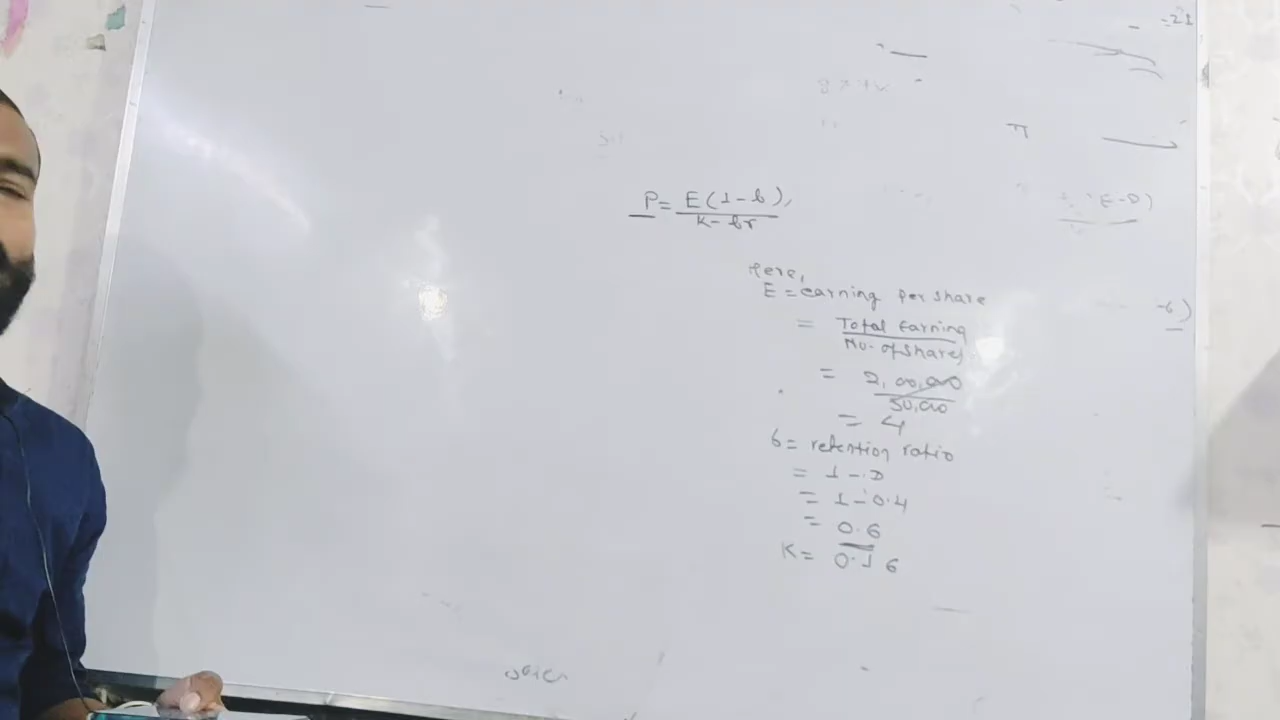 P = E(1-b),
K - br
Here,
E = earning per share
= Total Earning
No. of shares
= 2,00,000
50,000
= 4
b = retention ratio
= 1 - D
= 1 - 0.4
= 0.6
K = 0.16